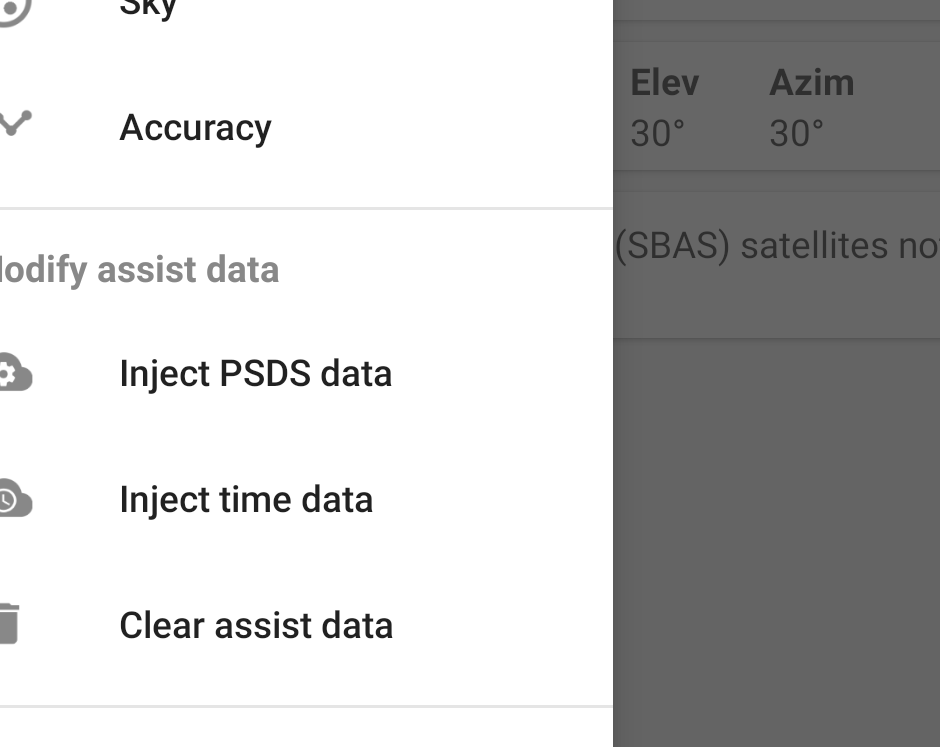 Sky
Accuracy
Modify assist data
Inject PSDS data
Inject time data
Clear assist data
Elev Azim
30° 30°
(SBAS) satellites no